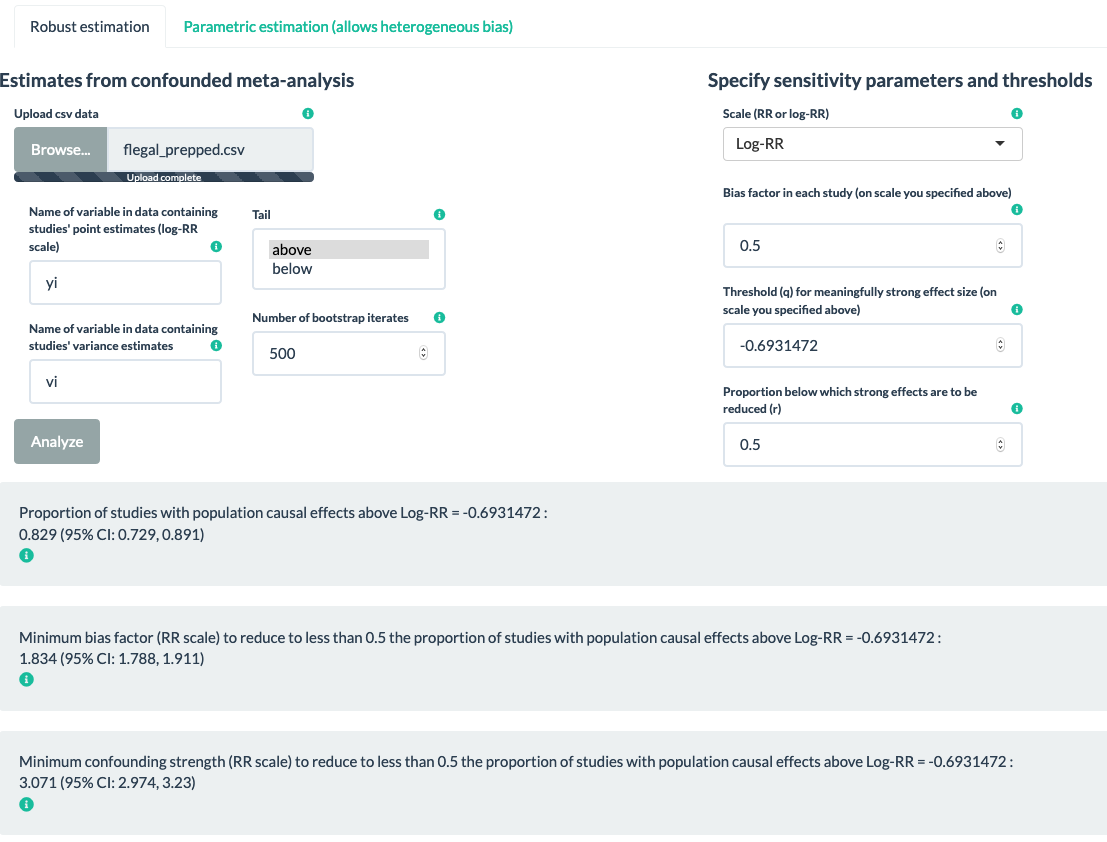 Robust estimation
Parametric estimation (allows heterogeneous bias)
Estimates from confounded meta-analysis
Upload csv data
Browse...
flegal_prepped.csv
Upload complete
Name of variable in data containing
studies' point estimates (log-RR
scale)
yi
Name of variable in data containing
studies' variance estimates
vi
Tail
above
below
Number of bootstrap iterates
500
Analyze
Specify sensitivity parameters and thresholds
Scale (RR or log-RR)
Log-RR
Bias factor in each study (on scale you specified above)
0.5
Threshold (q) for meaningfully strong effect size (on
scale you specified above)
-0.6931472
Proportion below which strong effects are to be
reduced (r)
0.5
Proportion of studies with population causal effects above Log-RR = -0.6931472 :
0.829 (95% CI: 0.729, 0.891)
Minimum bias factor (RR scale) to reduce to less than 0.5 the proportion of studies with population causal effects above Log-RR = -0.6931472 :
1.834 (95% CI: 1.788, 1.911)
Minimum confounding strength (RR scale) to reduce to less than 0.5 the proportion of studies with population causal effects above Log-RR = -0.6931472 :
3.071 (95% CI: 2.974, 3.23)